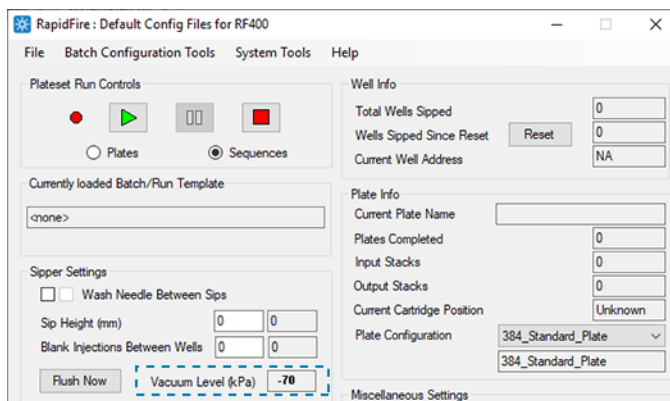 RapidFire : Default Config Files for RF400
File Batch Configuration Tools System Tools Help
Plateset Run Controls
Plates Sequences
Currently loaded Batch/Run Template
<none>
Sipper Settings
Wash Needle Between Sips
Sip Height (mm) 0 0
Blank Injections Between Wells 0 0
Flush Now Vacuum Level (kPa) -70
Well Info
Total Wells Sipped 0
Wells Sipped Since Reset Reset 0
Current Well Address NA
Plate Info
Current Plate Name
Plates Completed 0
Input Stacks 0
Output Stacks 0
Current Cartridge Position Unknown
Plate Configuration 384_Standard_Plate
384_Standard_Plate
Miscellaneous Settings